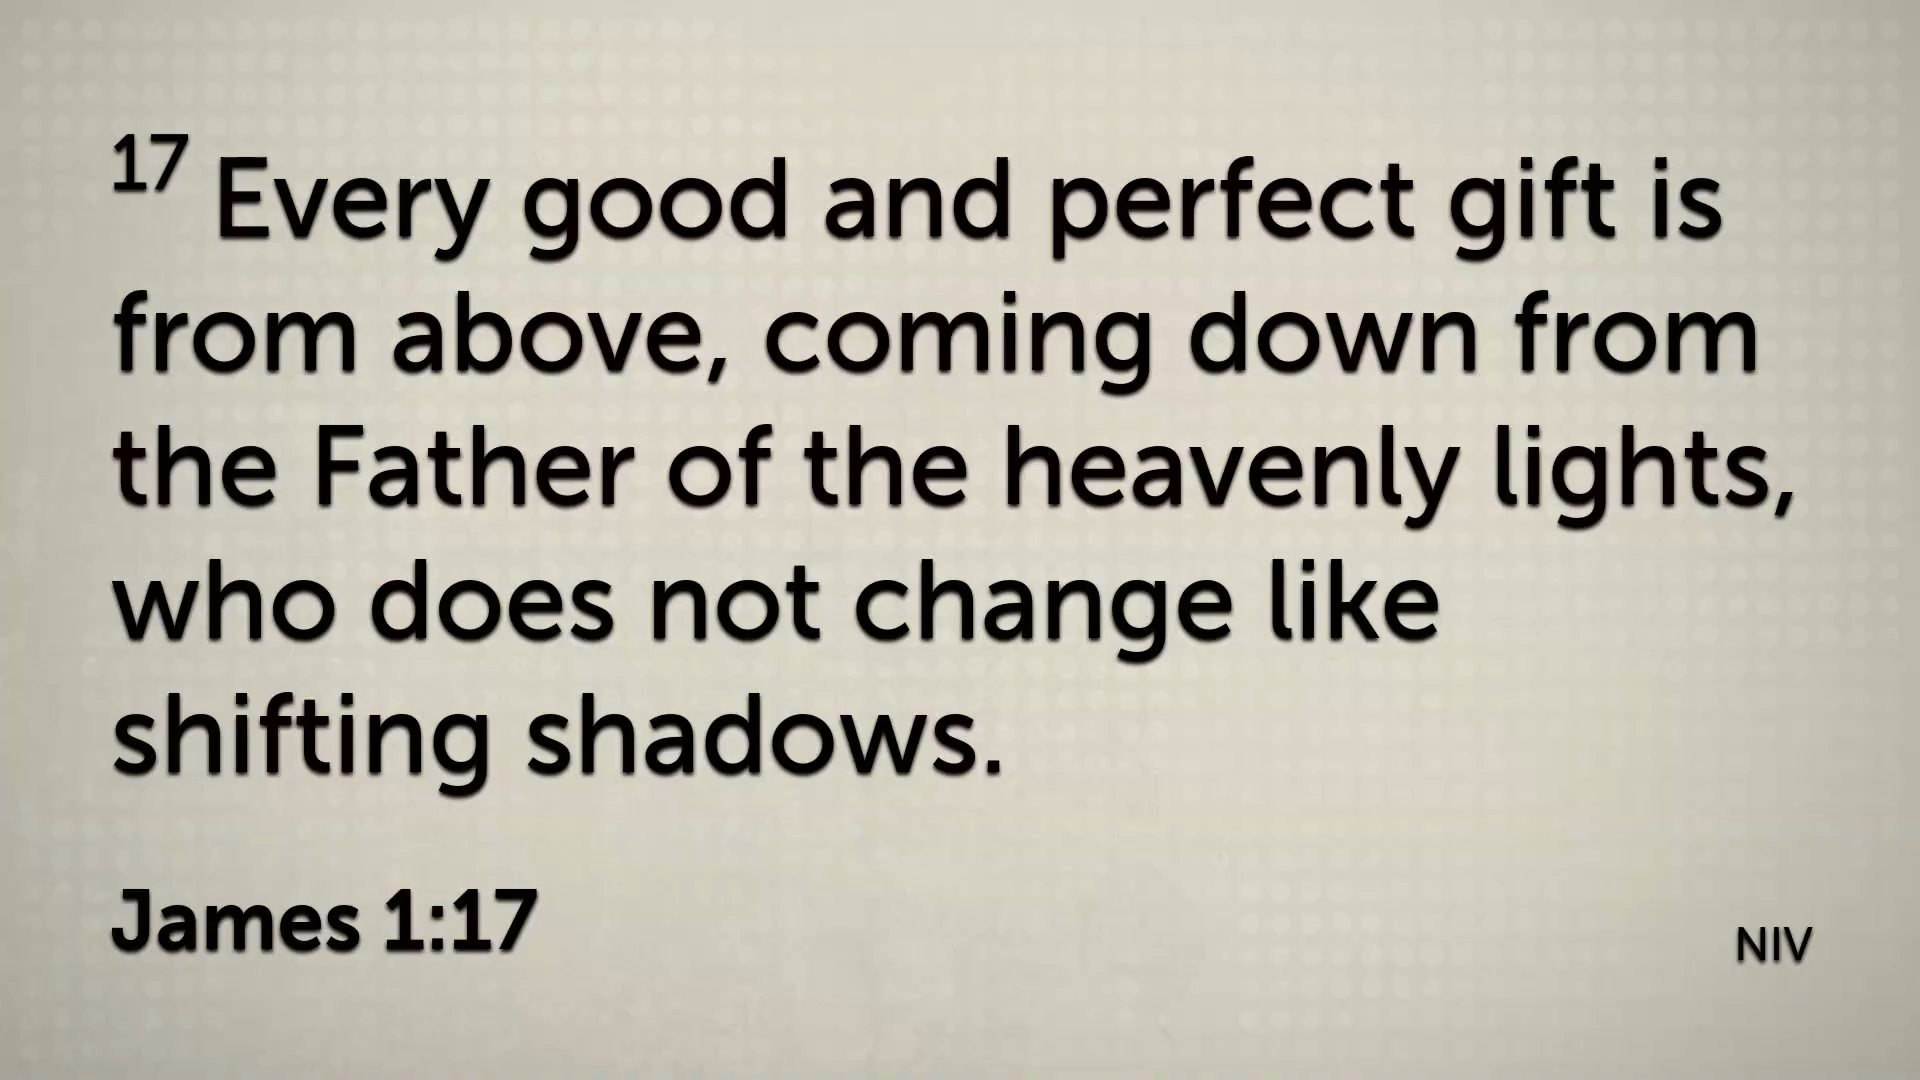 17 Every good and perfect gift is
from above, coming down from
the Father of the heavenly lights,
who does not change like
shifting shadows.
James 1:17
NIV